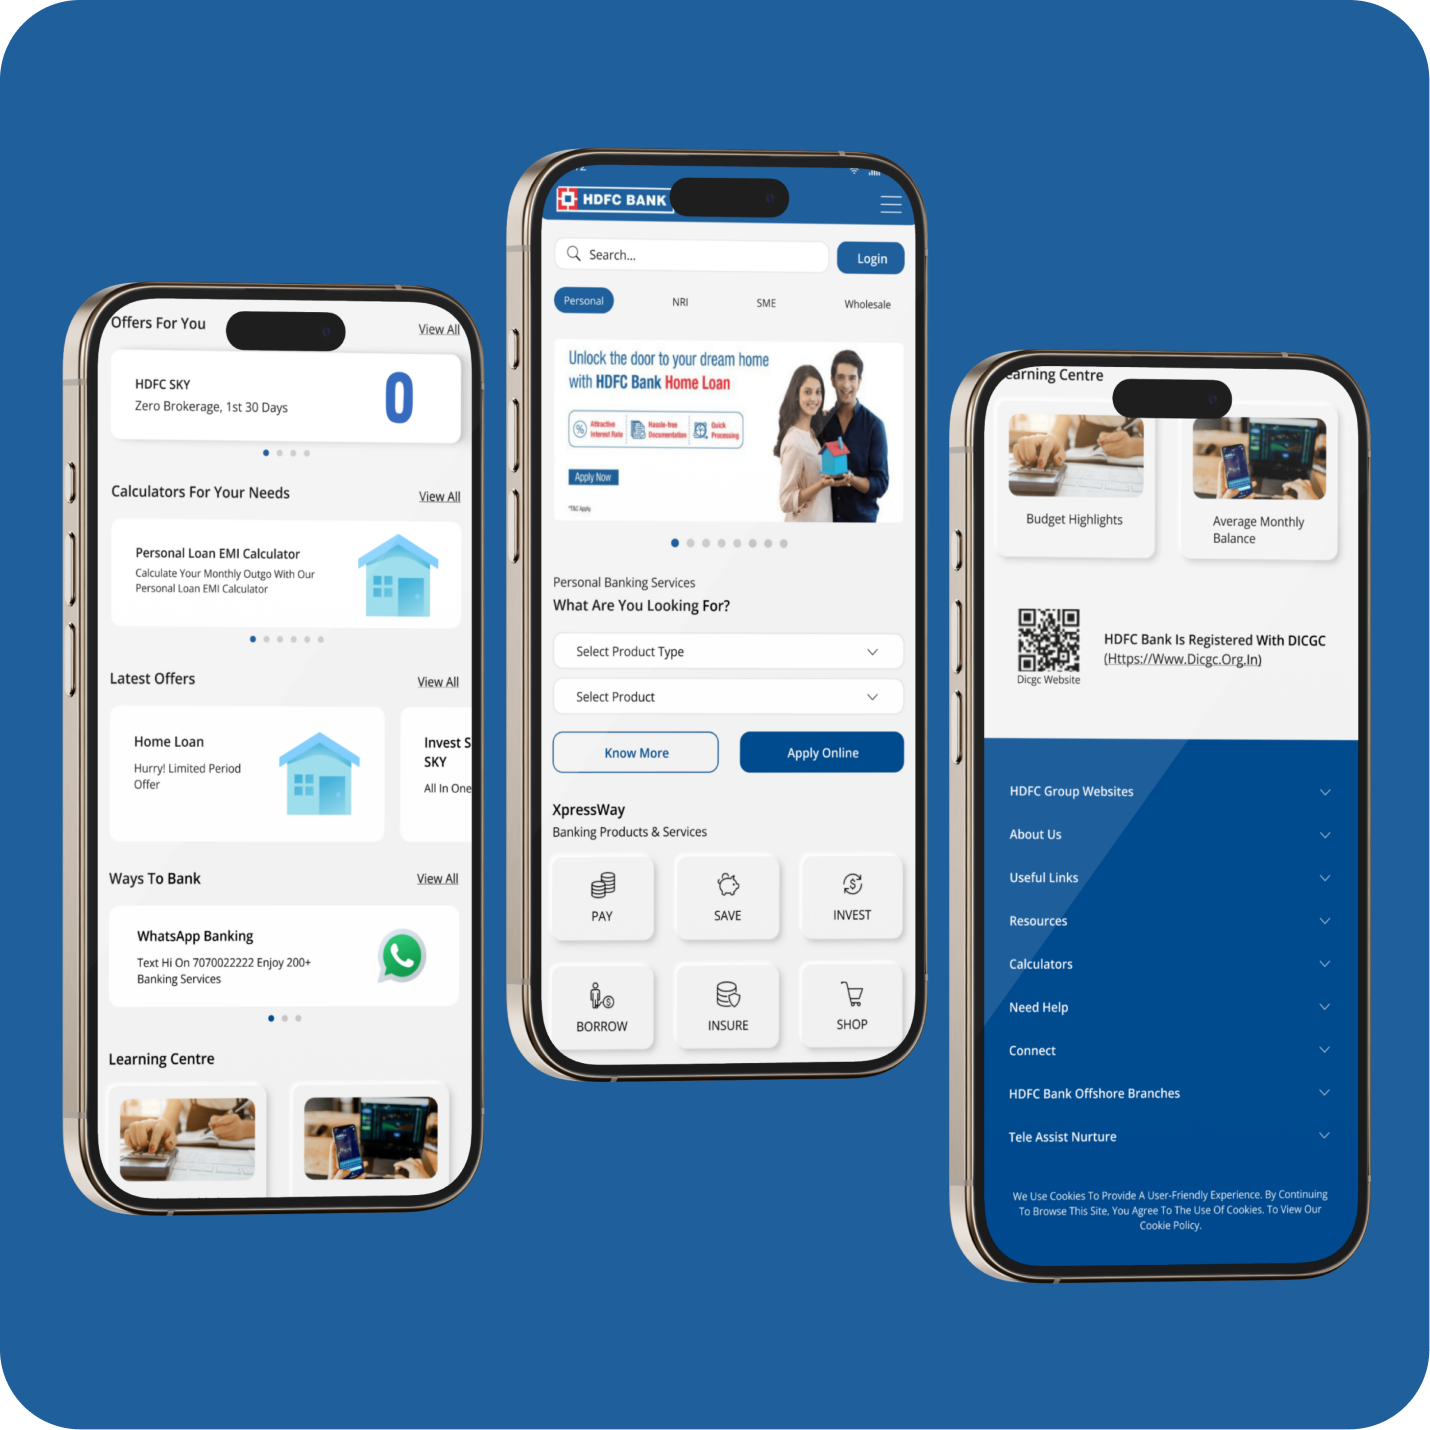 Offers For You
View All
HDFC SKY
Zero Brokerage, 1st 30 Days
0
Calculators For Your Needs
View All
Personal Loan EMI Calculator
Calculate Your Monthly Outgo With Our
Personal Loan EMI Calculator
Latest Offers
View All
Home Loan
Hurry! Limited Period
Offer
Invest S
SKY
All In One
Ways To Bank
View All
WhatsApp Banking
Text Hi On 7070022222 Enjoy 200+
Banking Services
Learning Centre
HDFC BANK
Search...
Login
Personal
NRI
SME
Wholesale
Unlock the door to your dream home
with HDFC Bank Home Loan
Attractive
Interest Rate
Hassle-free
Documentation
Quick
Processing
Apply Now
*T&C Apply
Personal Banking Services
What Are You Looking For?
Select Product Type
Select Product
Know More
Apply Online
XpressWay
Banking Products & Services
PAY
SAVE
INVEST
BORROW
INSURE
SHOP
earning Centre
Budget Highlights
Average Monthly
Balance
Dicgc Website
HDFC Bank Is Registered With DICGC
(Https://Www.Dicgc.Org.In)
HDFC Group Websites
About Us
Useful Links
Resources
Calculators
Need Help
Connect
HDFC Bank Offshore Branches
Tele Assist Nurture
We Use Cookies To Provide A User-Friendly Experience. By Continuing
To Browse This Site, You Agree To The Use Of Cookies. To View Our
Cookie Policy.